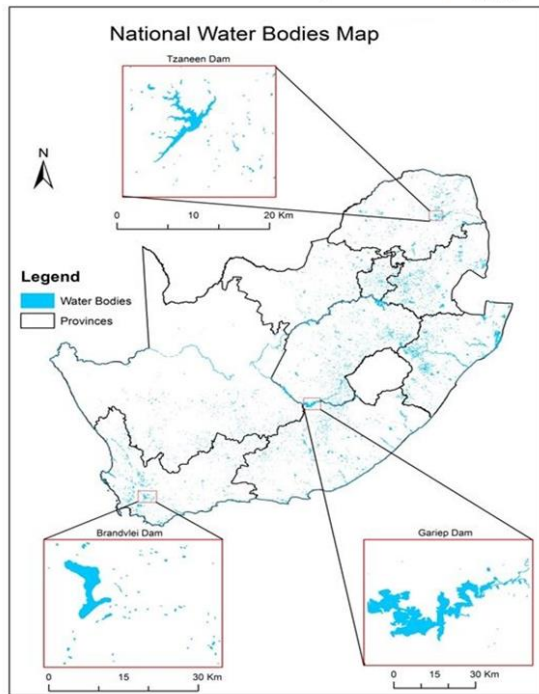 National Water Bodies Map
Tzaneen Dam
N
0 10 20 Km
Legend
Water Bodies
Provinces
Brandvlei Dam
Gariep Dam
0 15 30 Km
0 15 30 Km